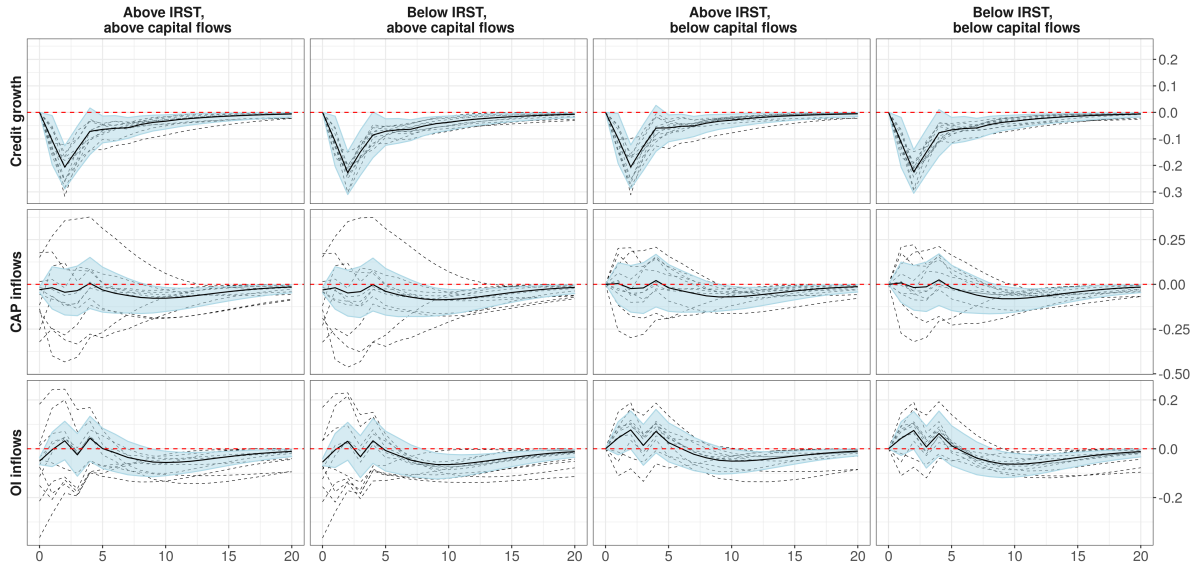 Above IRST,
above capital flows
Below IRST,
above capital flows
Above IRST,
below capital flows
Below IRST,
below capital flows
Credit growth
0.2
0.1
0.0
-0.1
-0.2
-0.3
CAP inflows
0.25
0.00
-0.25
-0.50
OI inflows
0.2
0.0
-0.2
0 5 10 15 20 0 5 10 15 20 0 5 10 15 20 0 5 10 15 20